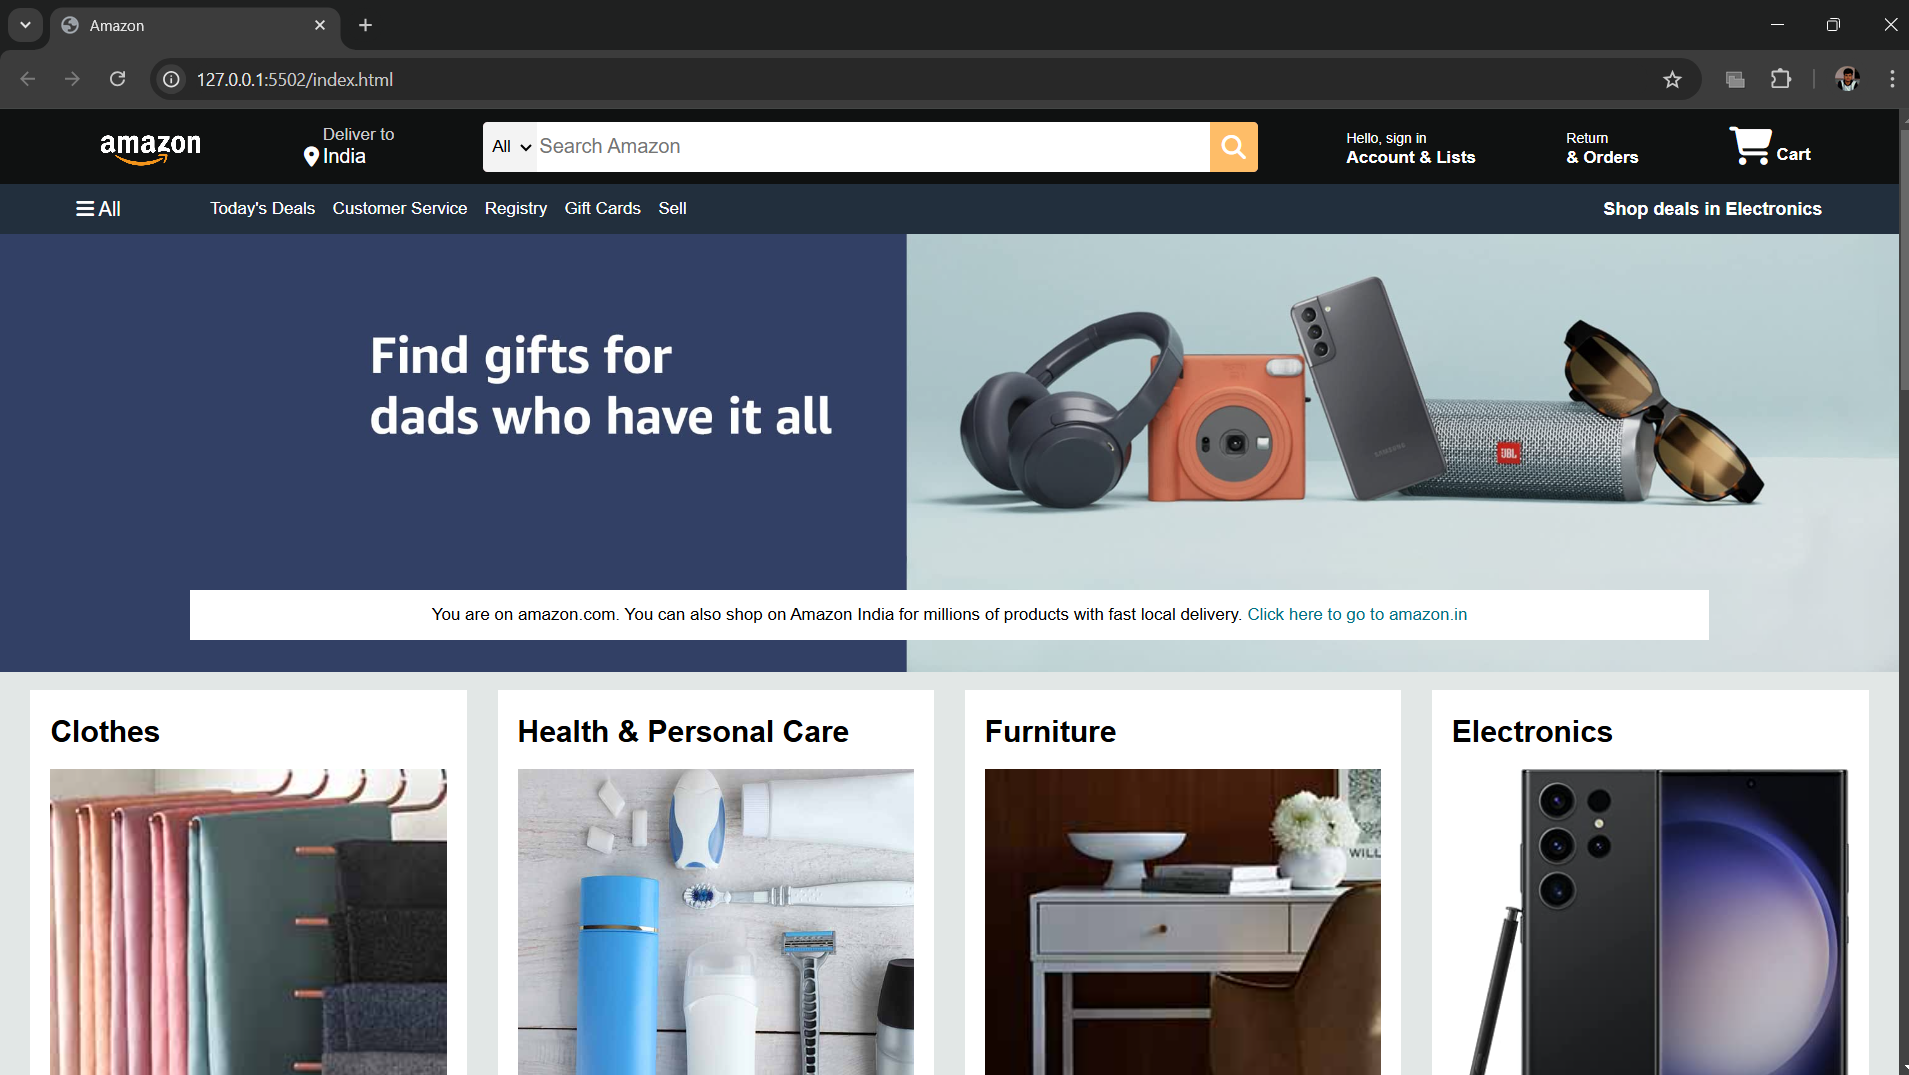 Amazon
127.0.0.1:5502/index.html
amazon
Deliver to
India
All
Search Amazon
Hello, sign in
Account & Lists
Return
& Orders
Cart
All
Today's Deals Customer Service Registry Gift Cards Sell
Shop deals in Electronics
Find gifts for
dads who have it all
SAMSUNG
JBL
You are on amazon.com. You can also shop on Amazon India for millions of products with fast local delivery. Click here to go to amazon.in
Clothes
Health & Personal Care
Furniture
Electronics
WILL